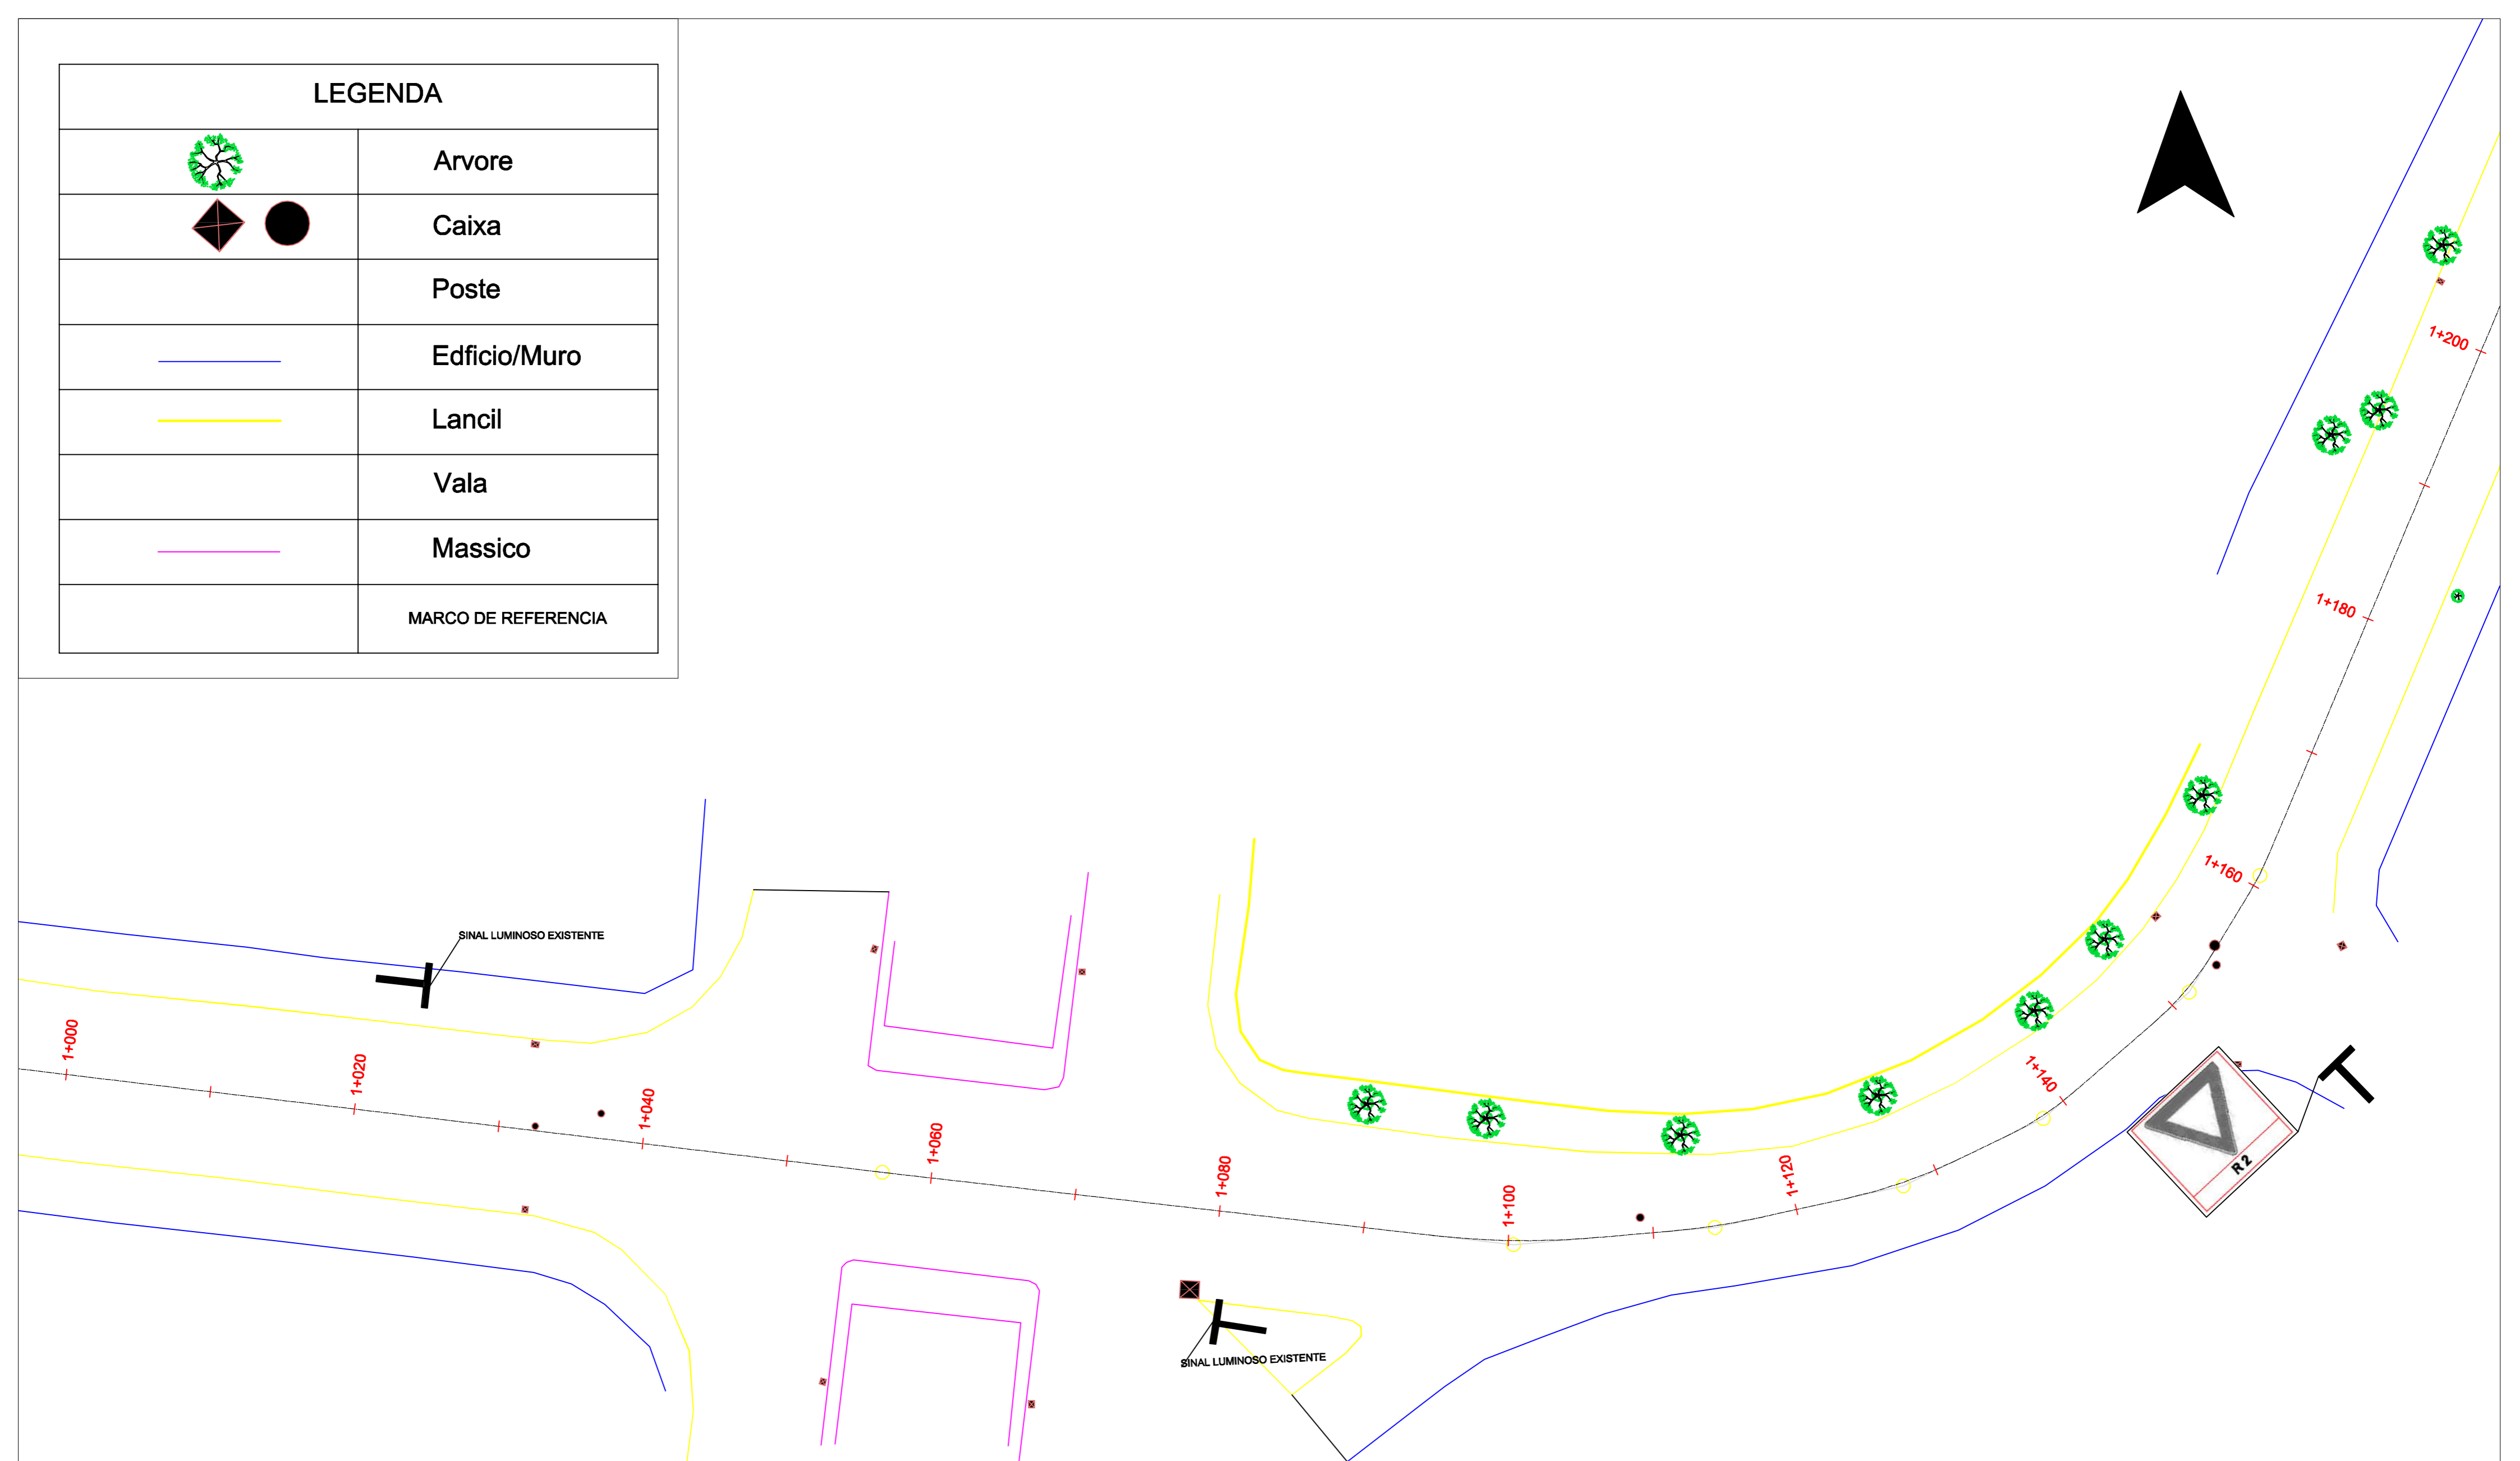 LEGENDA
Arvore
Caixa
Poste
Edficio/Muro
Lancil
Vala
Massico
MARCO DE REFERENCIA
1+200
1+180
1+160
1+140
1+120
1+100
1+080
1+060
1+040
1+020
1+000
SINAL LUMINOSO EXISTENTE
SINAL LUMINOSO EXISTENTE
R 2